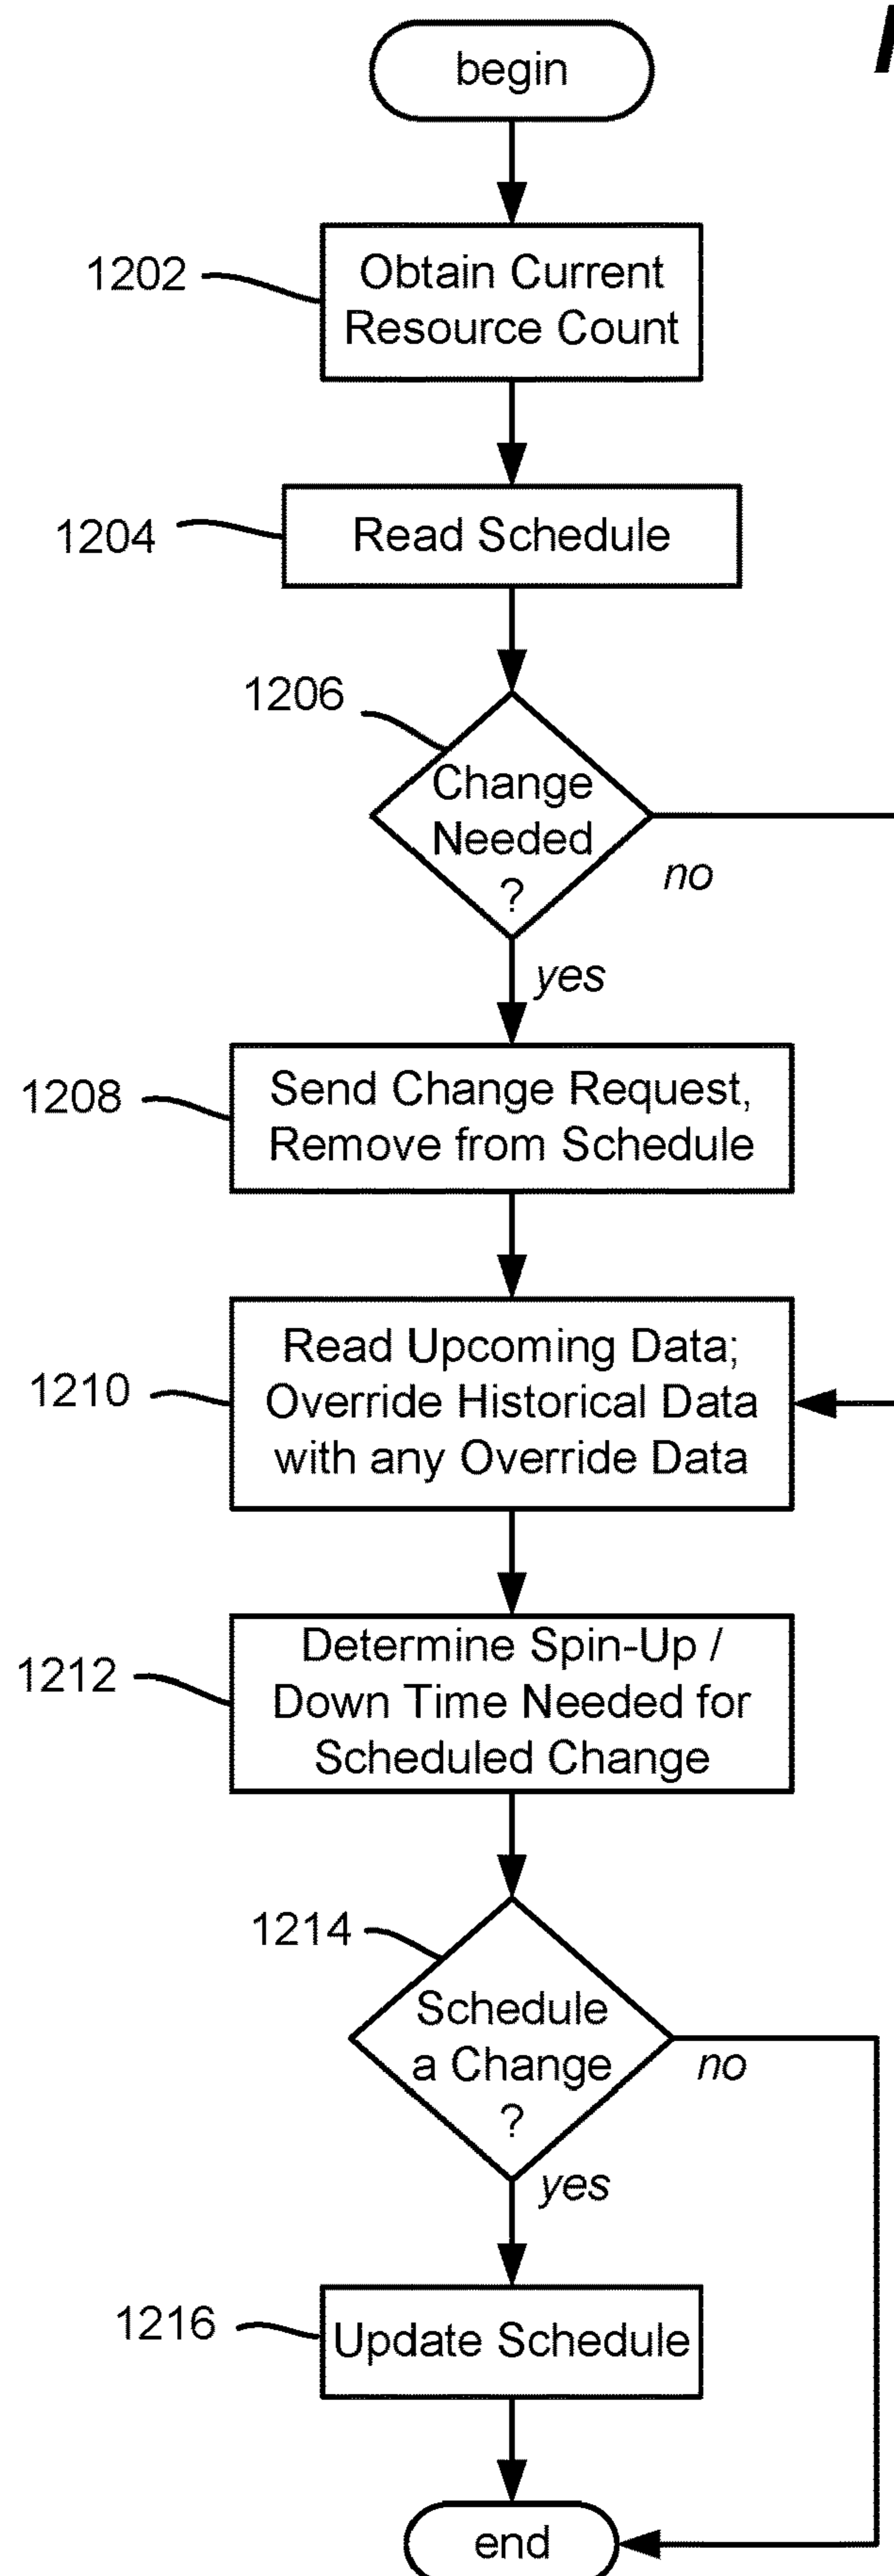 begin
1202
Obtain Current
Resource Count
1204
Read Schedule
1206
Change
Needed
?
no
yes
1208
Send Change Request,
Remove from Schedule
1210
Read Upcoming Data;
Override Historical Data
with any Override Data
1212
Determine Spin-Up /
Down Time Needed for
Scheduled Change
1214
Schedule
a Change
?
no
yes
1216
Update Schedule
end